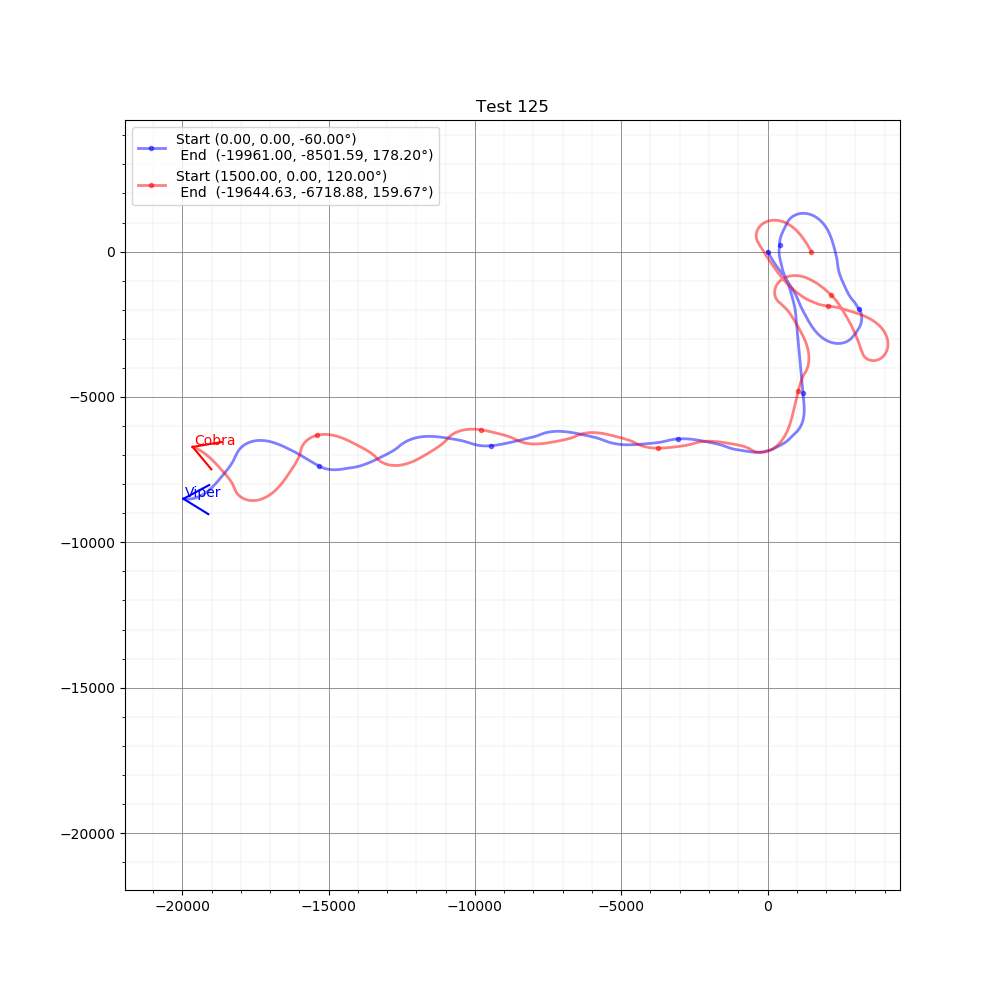 Test 125
Start (0.00, 0.00, -60.00°)
End  (-19961.00, -8501.59, 178.20°)
Start (1500.00, 0.00, 120.00°)
End  (-19644.63, -6718.88, 159.67°)
0
−5000
−10000
−15000
−20000
Cobra
Viper
−20000
−15000
−10000
−5000
0